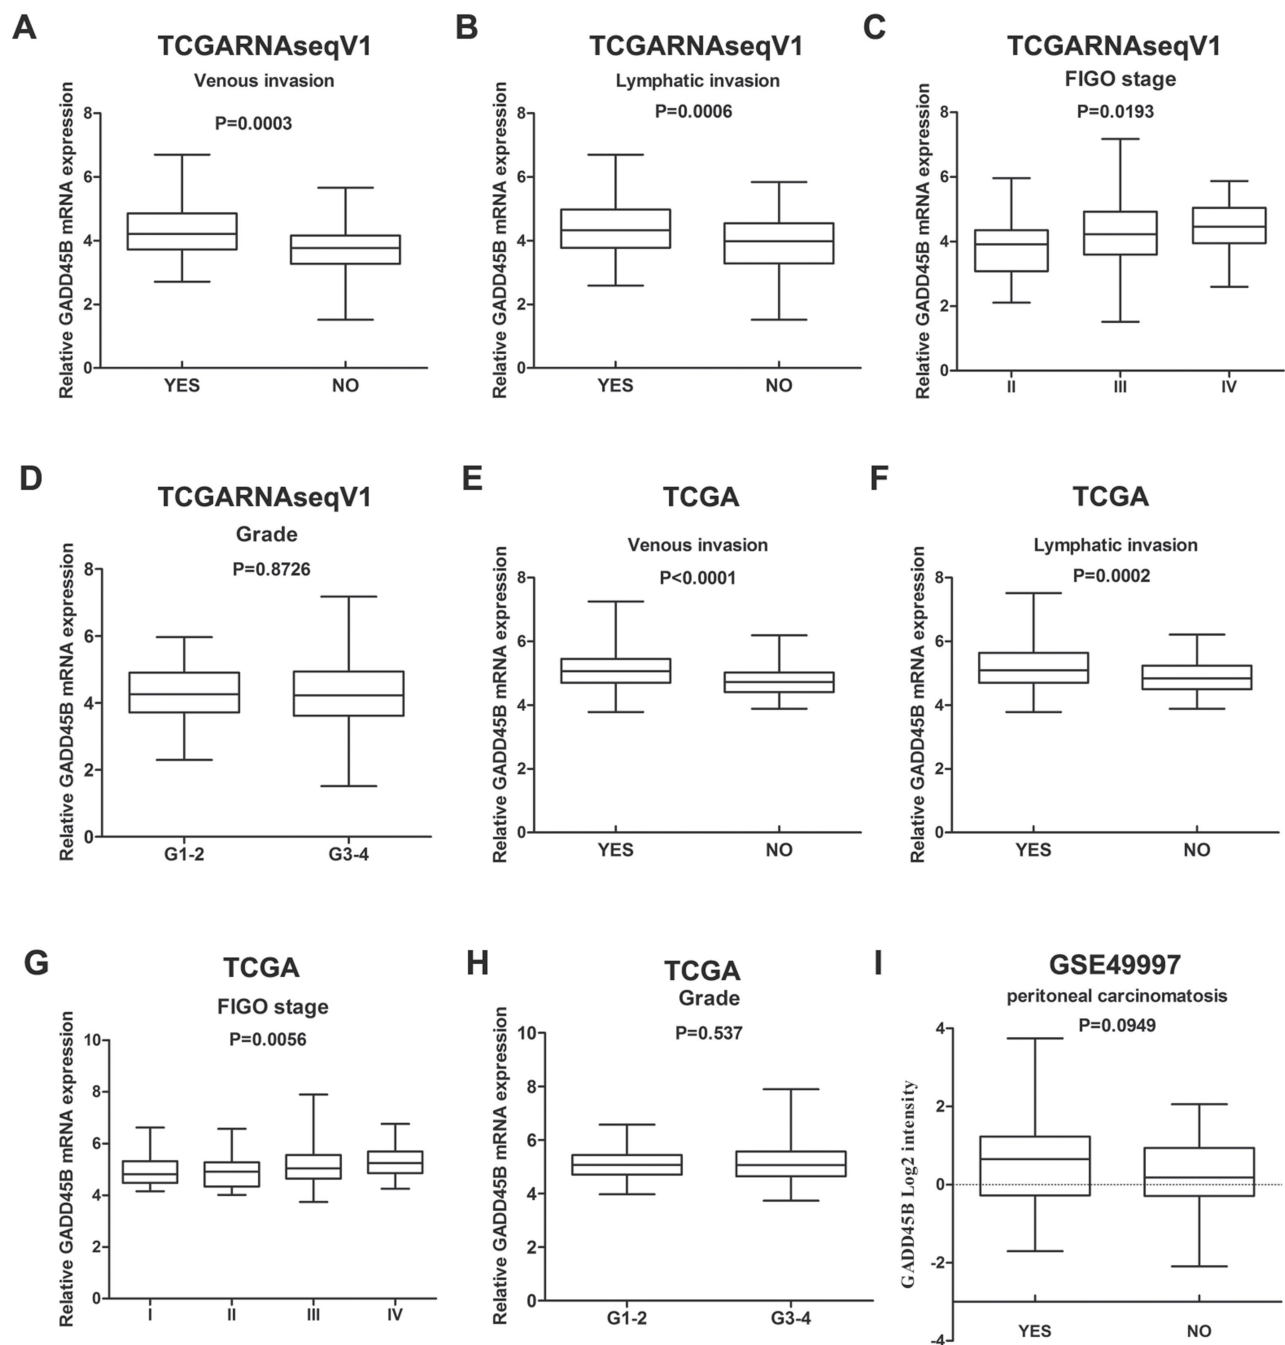 A
TCGARNAseqV1
Venous invasion
P=0.0003
Relative GADD45B mRNA expression
8
6
4
2
0
YES NO
B
TCGARNAseqV1
Lymphatic invasion
P=0.0006
Relative GADD45B mRNA expression
8
6
4
2
0
YES NO
C
TCGARNAseqV1
FIGO stage
P=0.0193
Relative GADD45B mRNA expression
8
6
4
2
0
II III IV
D
TCGARNAseqV1
Grade
P=0.8726
Relative GADD45B mRNA expression
8
6
4
2
0
G1-2 G3-4
E
TCGA
Venous invasion
P<0.0001
Relative GADD45B mRNA expression
8
6
4
2
0
YES NO
F
TCGA
Lymphatic invasion
P=0.0002
Relative GADD45B mRNA expression
8
6
4
2
0
YES NO
G
TCGA
FIGO stage
P=0.0056
Relative GADD45B mRNA expression
10
8
6
4
2
0
I II III IV
H
TCGA
Grade
P=0.537
Relative GADD45B mRNA expression
10
8
6
4
2
0
G1-2 G3-4
I
GSE49997
peritoneal carcinomatosis
P=0.0949
GADD45B Log2 intensity
4
2
0
-2
-4
YES NO